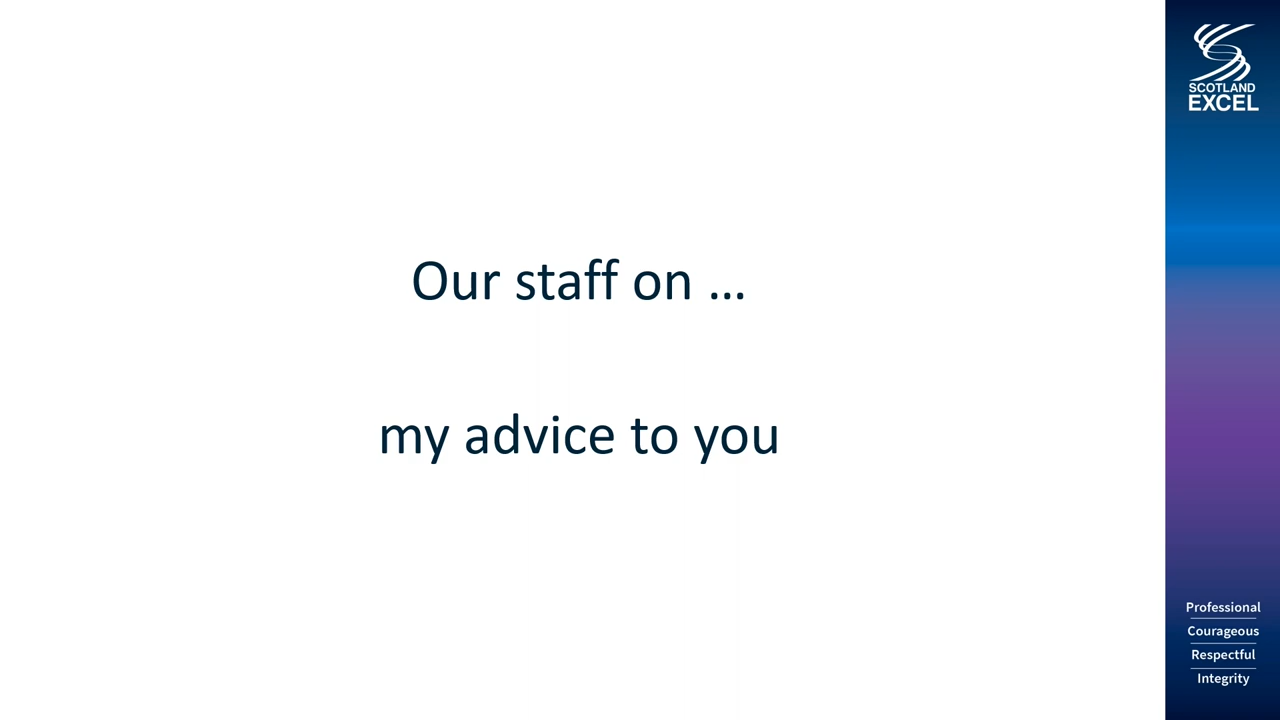 Our staff on …
my advice to you
SCOTLAND
EXCEL
Professional
Courageous
Respectful
Integrity